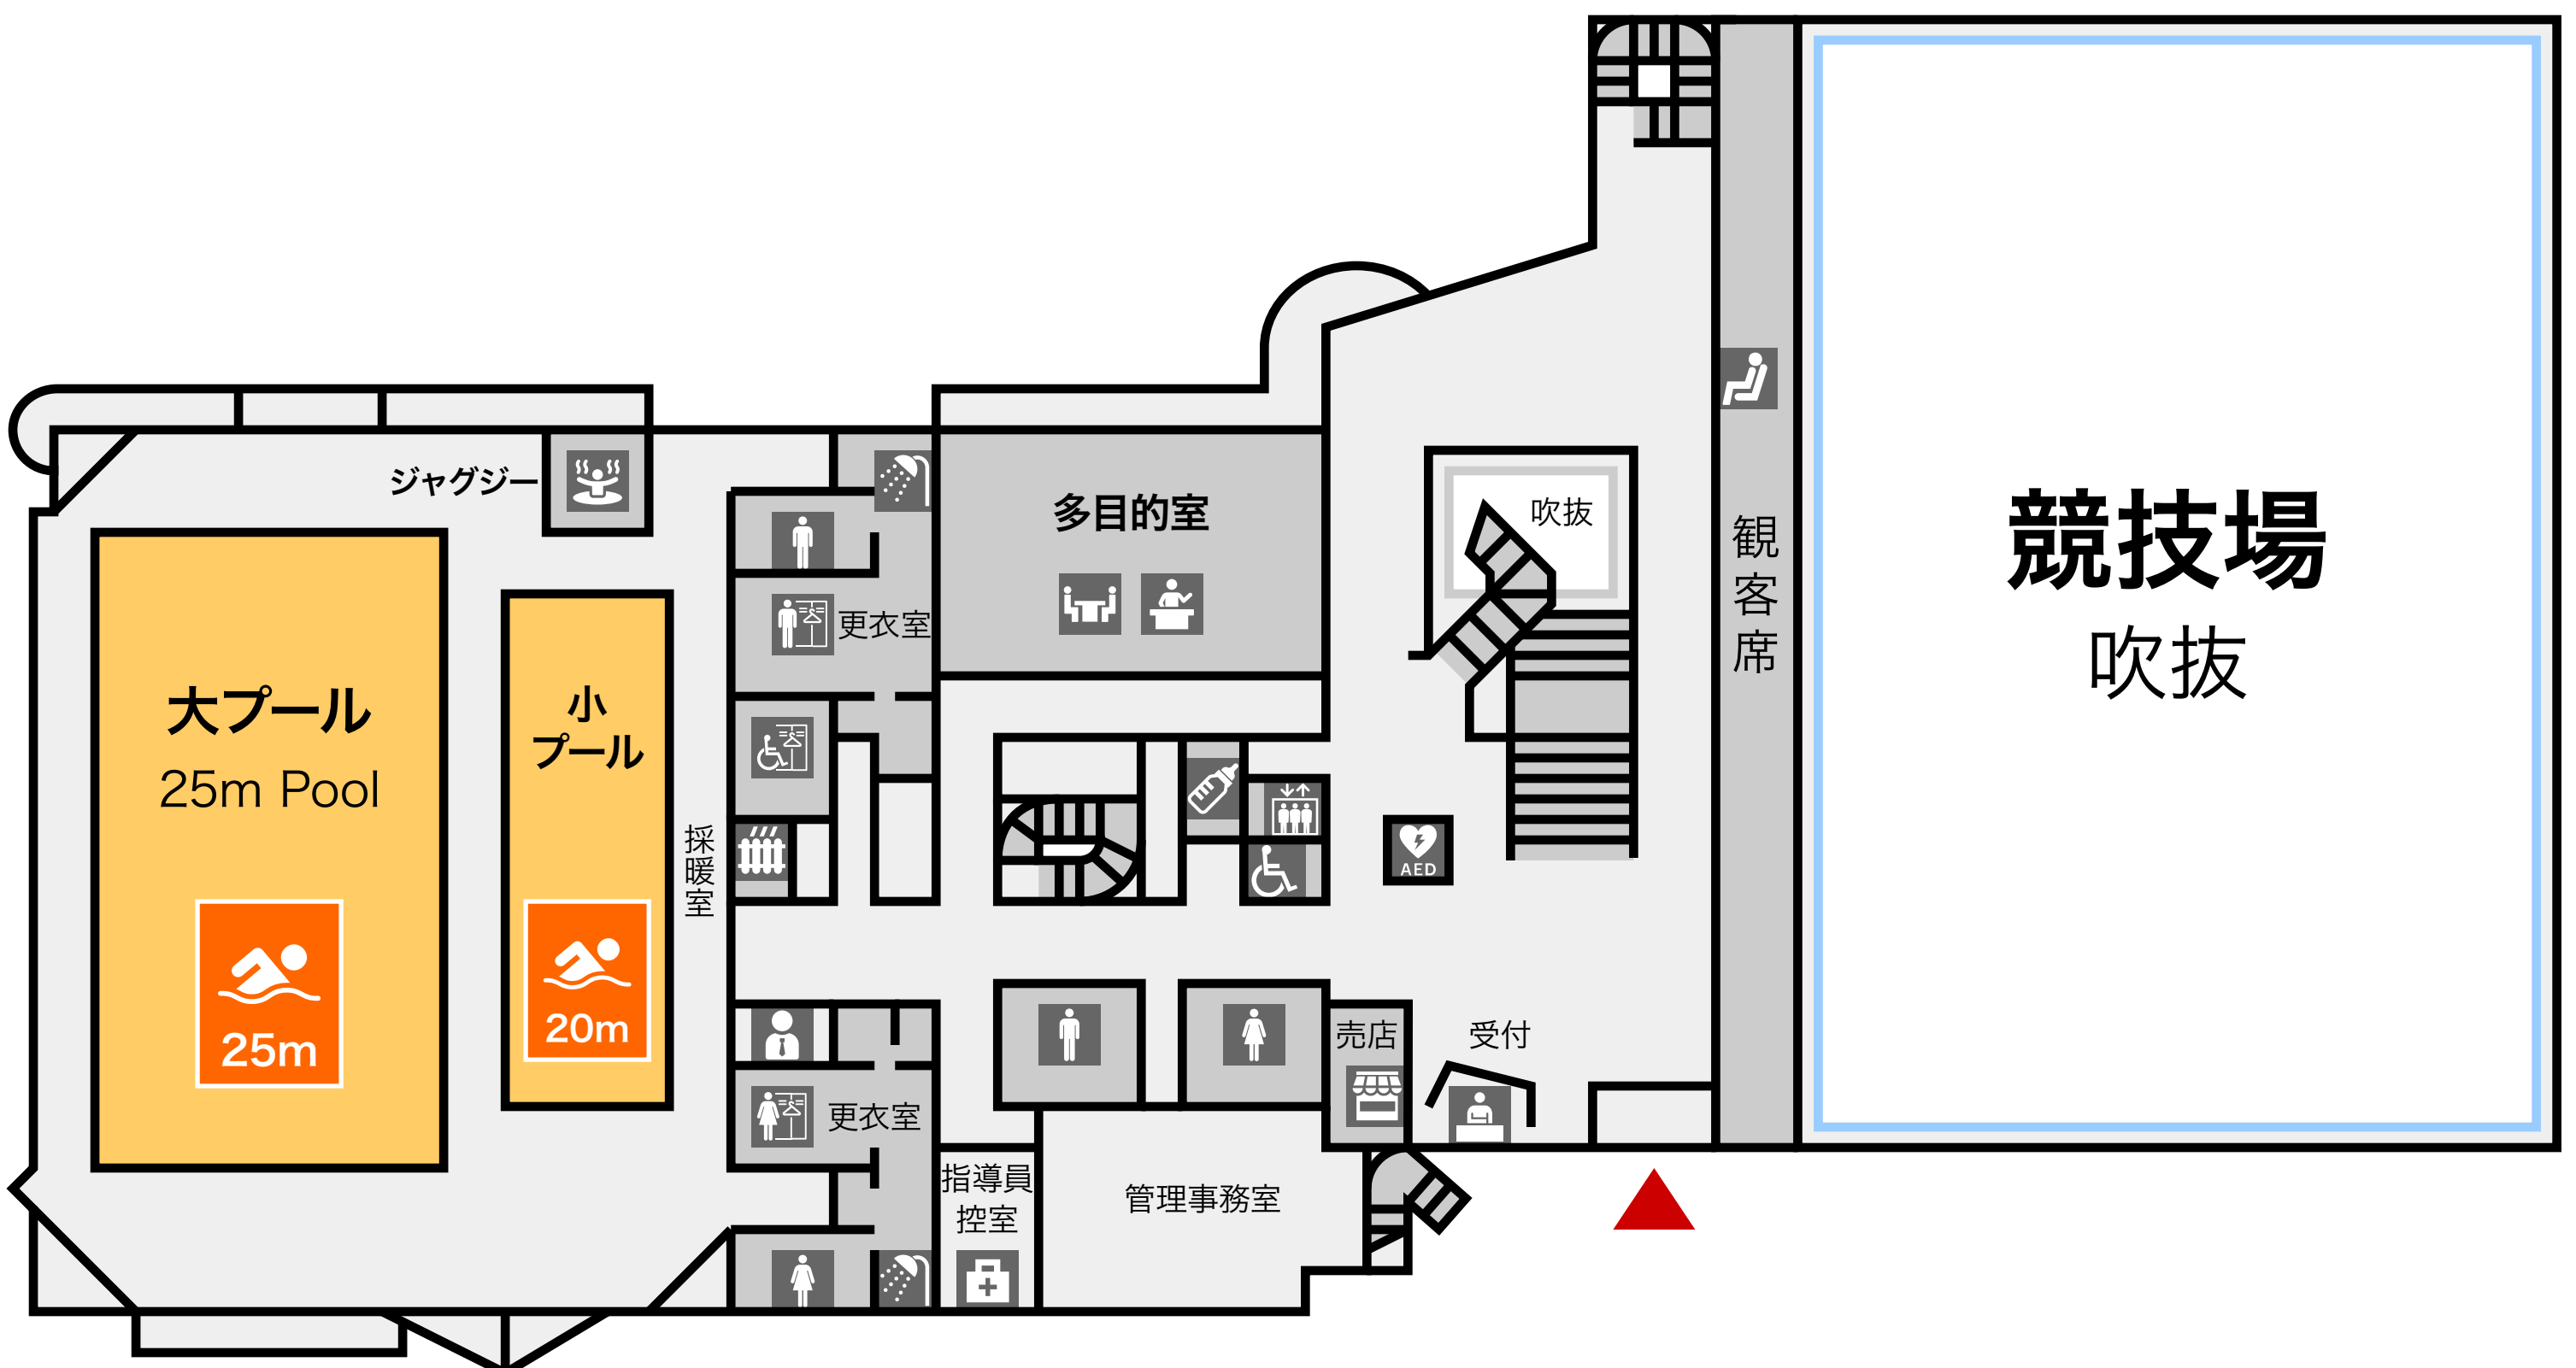 ジャグジー
大プール
25m Pool
25m
小
プール
20m
採暖室
更衣室
更衣室
多目的室
指導員
控室
管理事務室
売店
受付
AED
吹抜
観客席
競技場
吹抜